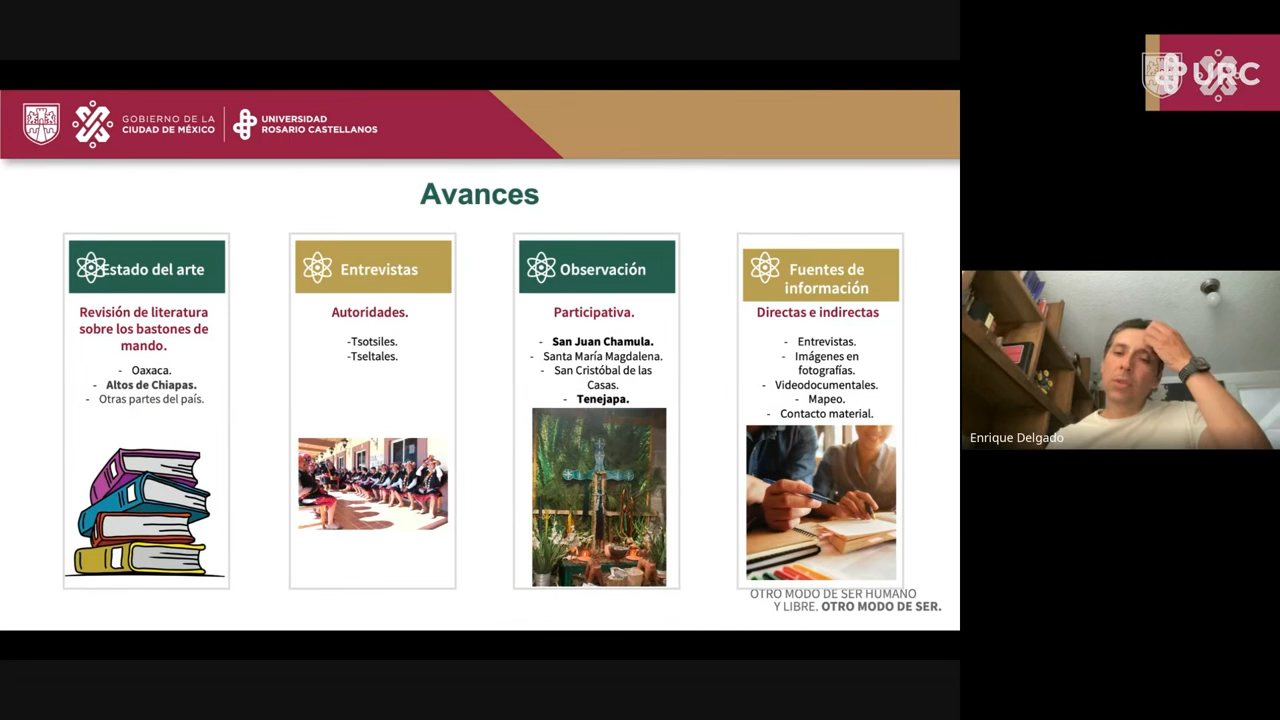 GOBIERNO DE LA
CIUDAD DE MÉXICO
UNIVERSIDAD
ROSARIO CASTELLANOS
URC
Avances
Estado del arte
Revisión de literatura
sobre los bastones de
mando.
- Oaxaca.
- Altos de Chiapas.
- Otras partes del país.
Entrevistas
Autoridades.
-Tsotsiles.
-Tseltales.
Observación
Participativa.
- San Juan Chamula.
- Santa María Magdalena.
- San Cristóbal de las
Casas.
- Tenejapa.
Fuentes de
información
Directas e indirectas
- Entrevistas.
- Imágenes en
fotografías.
- Videodocumentales.
- Mapeo.
- Contacto material.
OTRO MODO DE SER HUMANO
Y LIBRE. OTRO MODO DE SER.
Enrique Delgado